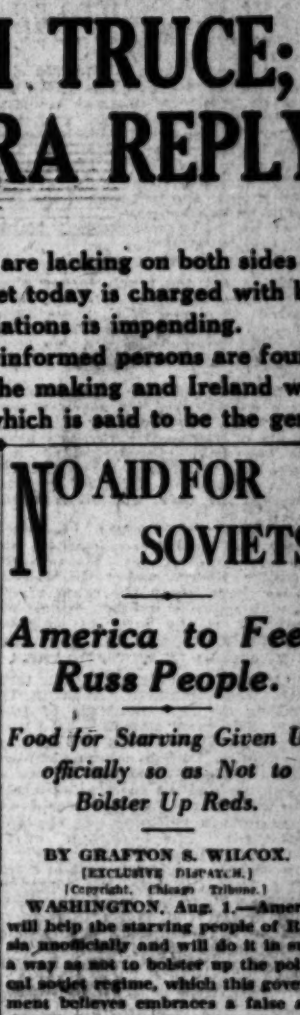 TRUCE;
RA REPLY
are lacking on both sides
et today is charged with
ations is impending.
informed persons are fou
he making and Ireland w
which is said to be the ge
NO AID FOR
SOVIETS
America to Fee
Russ People.
Food for Starving Given U
officially so as Not to
Bolster Up Reds.
BY GRAFTON S. WILCOX.
[EXCLUSIVE DISPATCH.]
[Copyright, Chicago Tribune.]
WASHINGTON, Aug. 1.—Amer
will help the starving people of R
sia unofficially and will do it in su
a way as not to bolster up the pol
cal soviet regime, which this gove
ment believes embraces a false